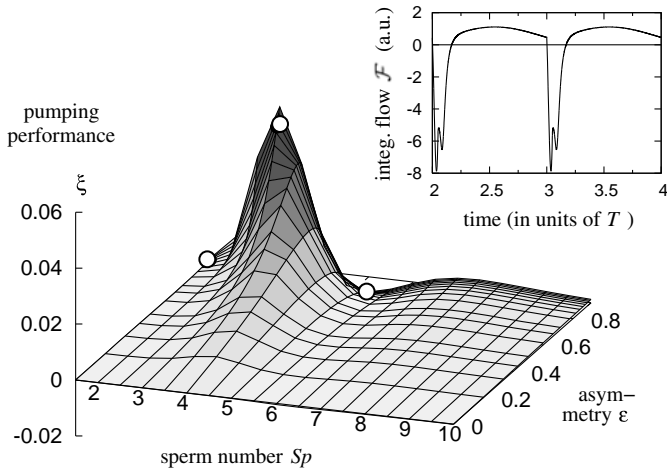 2
0
-2
-4
-6
-8
integ. flow ℱ (a.u.)
2 2.5 3 3.5 4
time (in units of T )
pumping
performance
ξ
0.06
0.04
0.02
0
-0.02
2 3 4 5 6 7 8 9 10
sperm number Sp
0 0.2 0.4 0.6 0.8
asym–
metry ε